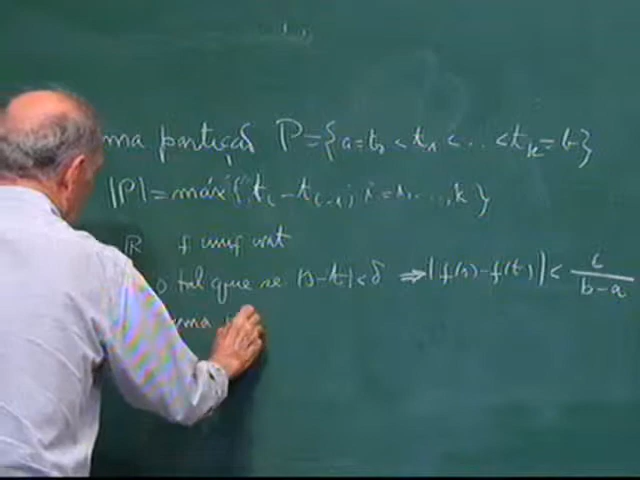 ma partição P={a=t₀<t₁<...<tₖ=b}
|P|=máx{tᵢ-tᵢ₋₁; i=1,...,k}
ℝ f unif cont
o tal que se |s-t|<δ ⇒ |f(s)-f(t)| < ε/(b-a)
uma